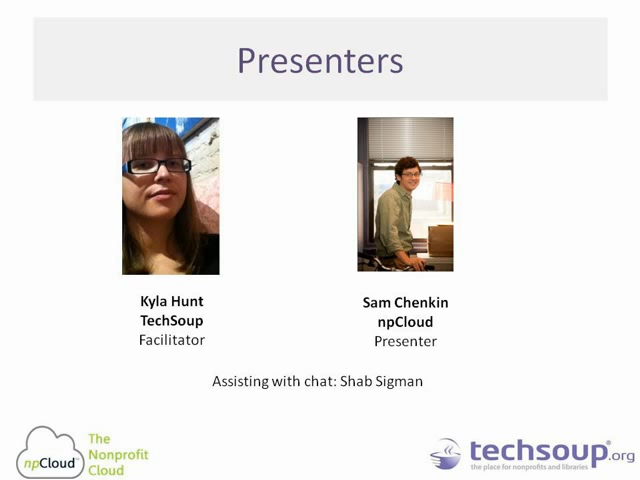 Presenters
Kyla Hunt
TechSoup
Facilitator
Sam Chenkin
npCloud
Presenter
Assisting with chat: Shab Sigman
npCloud
The
Nonprofit
Cloud
techsoup.org
the place for nonprofits and libraries